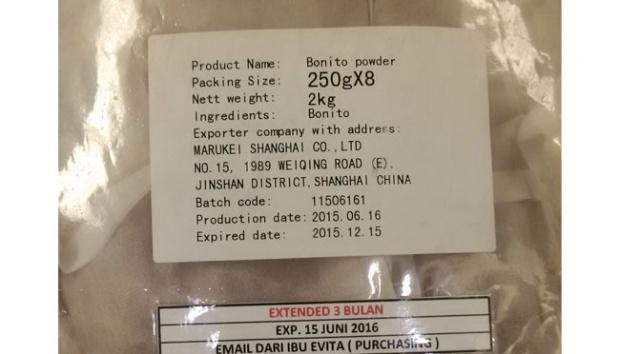 Product Name: Bonito powder
Packing Size: 250gX8
Nett weight: 2kg
Ingredients: Bonito
Exporter company with address:
MARUKEI SHANGHAI CO.,LTD
NO.15, 1989 WEIQING ROAD (E),
JINSHAN DISTRICT,SHANGHAI CHINA
Batch code: 11506161
Production date: 2015.06.16
Expired date: 2015.12.15
EXTENDED 3 BULAN
EXP. 15 JUNI 2016
EMAIL DARI IBU EVITA ( PURCHASING )